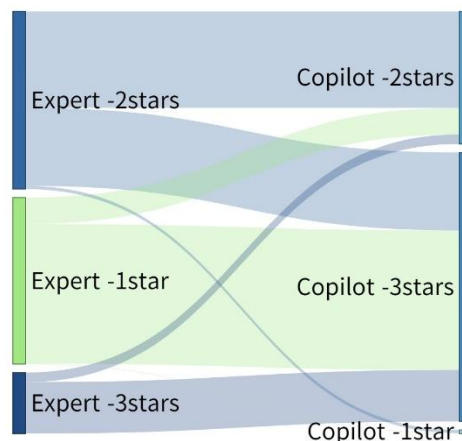 Copilot -2stars
Expert -2stars
Expert -1star
Copilot -3stars
Expert -3stars
Copilot -1star